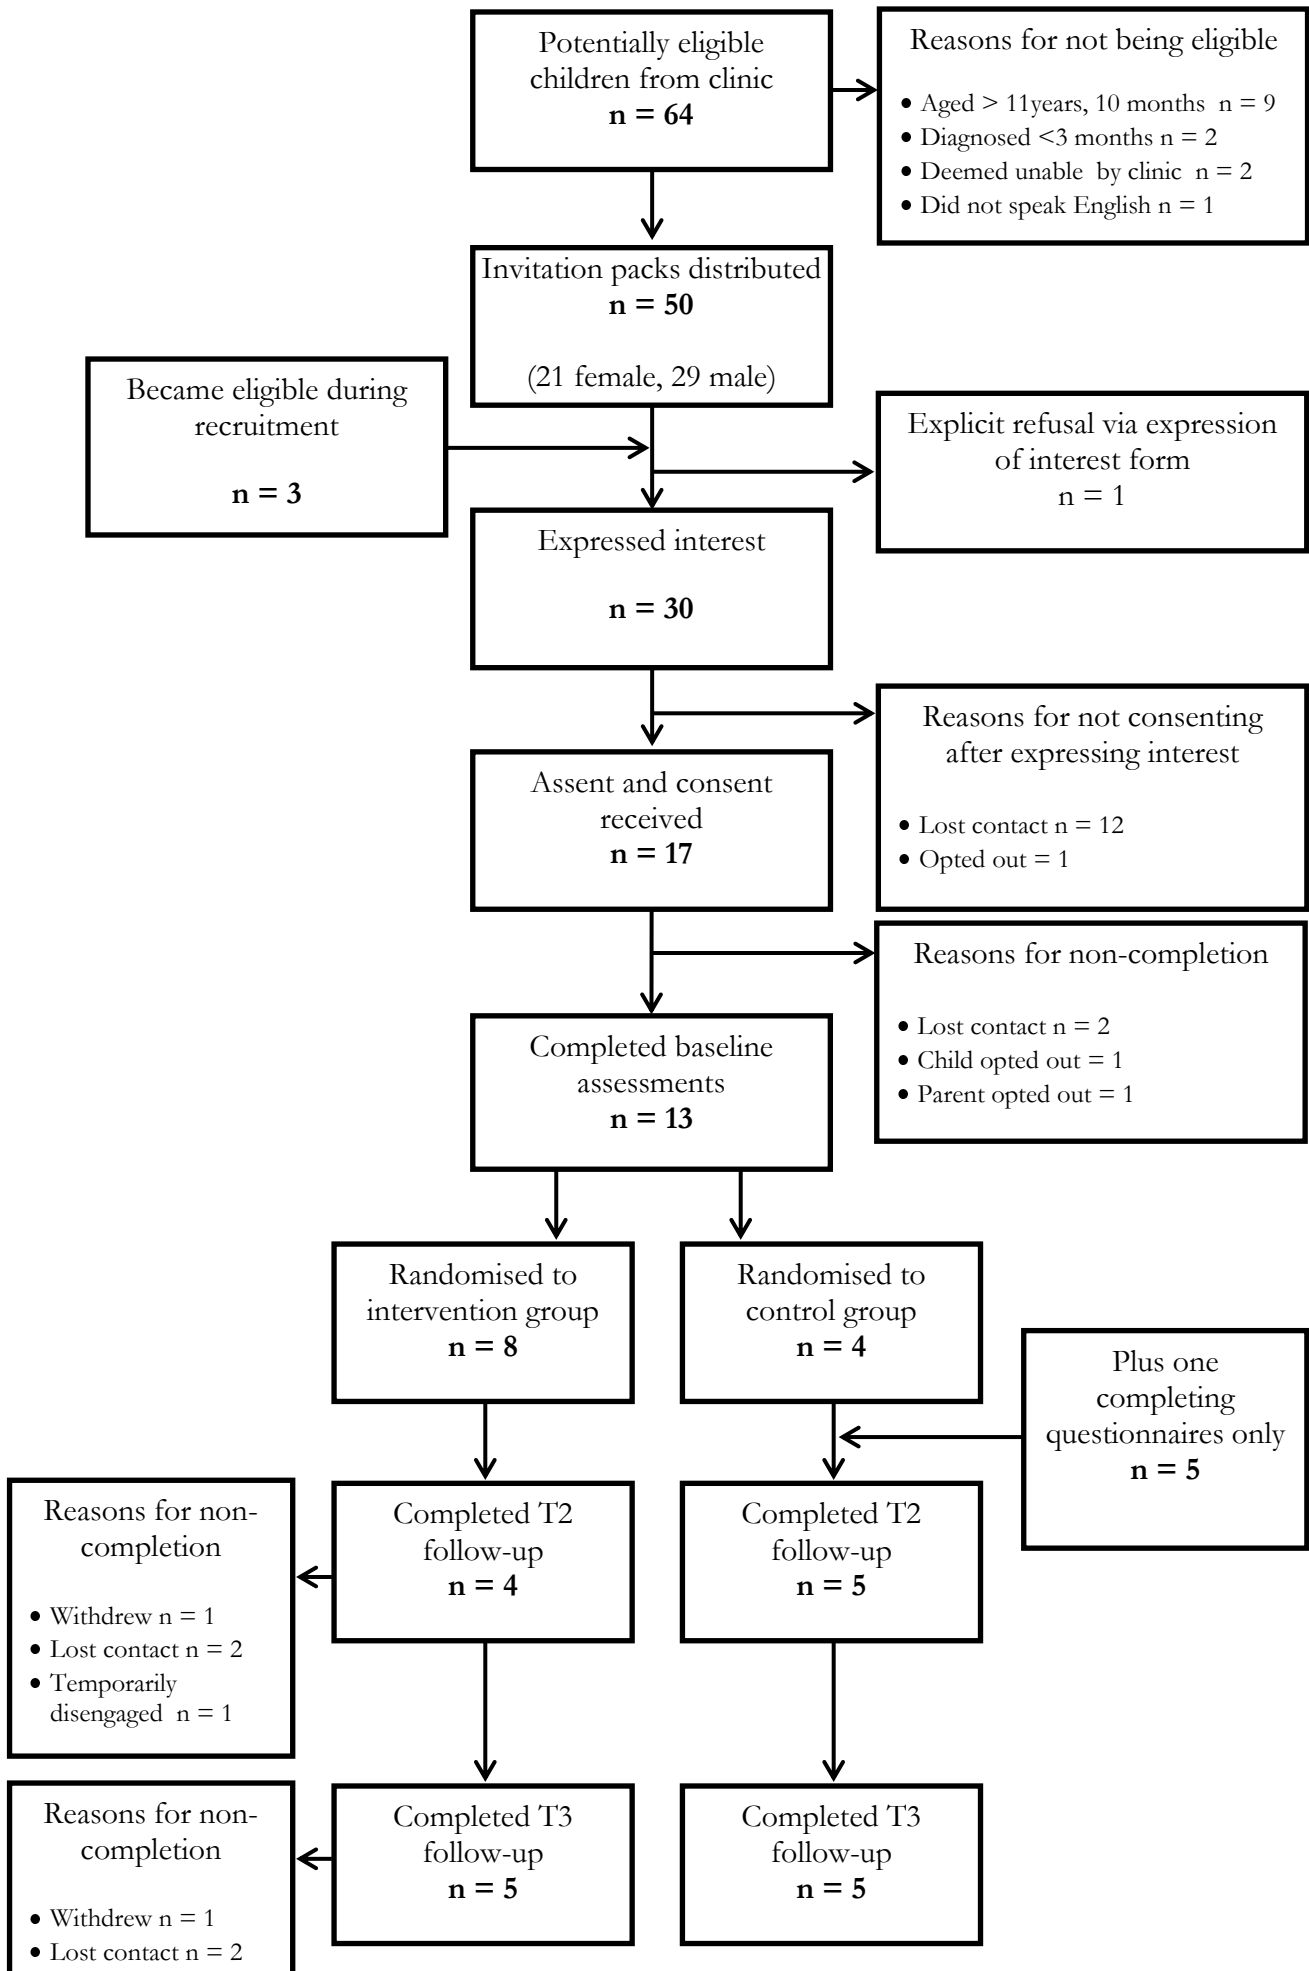 Potentially eligible
children from clinic
n = 64
Reasons for not being eligible
• Aged > 11years, 10 months n = 9
• Diagnosed <3 months n = 2
• Deemed unable by clinic n = 2
• Did not speak English n = 1
Invitation packs distributed
n = 50
(21 female, 29 male)
Became eligible during
recruitment
n = 3
Explicit refusal via expression
of interest form
n = 1
Expressed interest
n = 30
Reasons for not consenting
after expressing interest
• Lost contact n = 12
• Opted out = 1
Assent and consent
received
n = 17
Reasons for non-completion
• Lost contact n = 2
• Child opted out = 1
• Parent opted out = 1
Completed baseline
assessments
n = 13
Randomised to
intervention group
n = 8
Randomised to
control group
n = 4
Plus one
completing
questionnaires only
n = 5
Reasons for non-
completion
• Withdrew n = 1
• Lost contact n = 2
• Temporarily
disengaged n = 1
Completed T2
follow-up
n = 4
Completed T2
follow-up
n = 5
Reasons for non-
completion
• Withdrew n = 1
• Lost contact n = 2
Completed T3
follow-up
n = 5
Completed T3
follow-up
n = 5